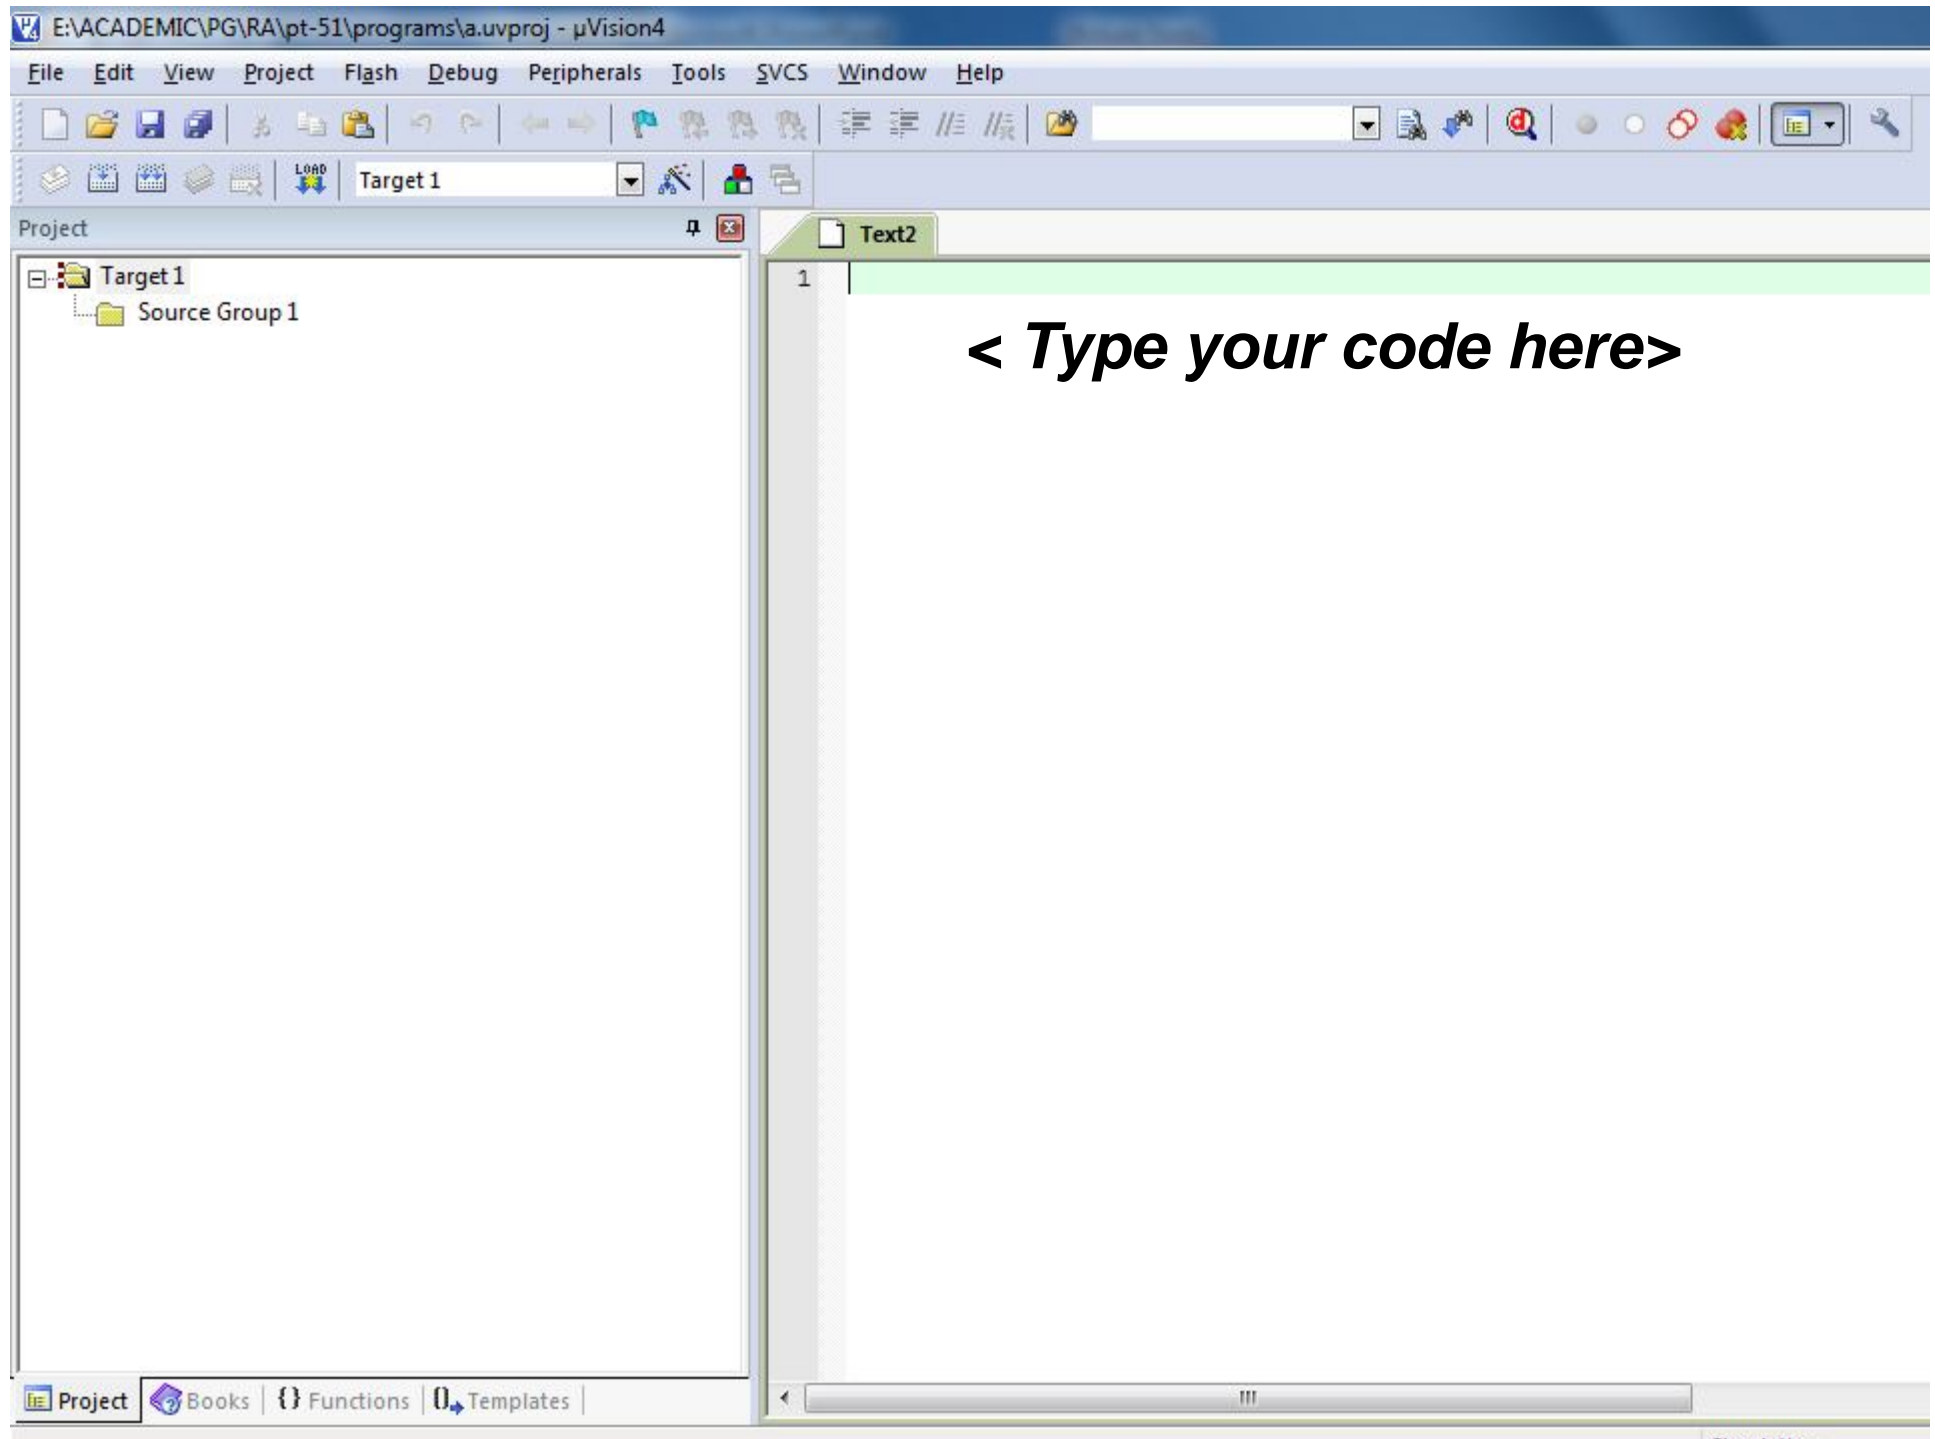 E:\ACADEMIC\PG\RA\pt-51\programs\a.uvproj - µVision4
File Edit View Project Flash Debug Peripherals Tools SVCS Window Help
LOAD Target 1
Project
Text2
Target 1
1
Source Group 1
< Type your code here>
Project Books {} Functions Templates